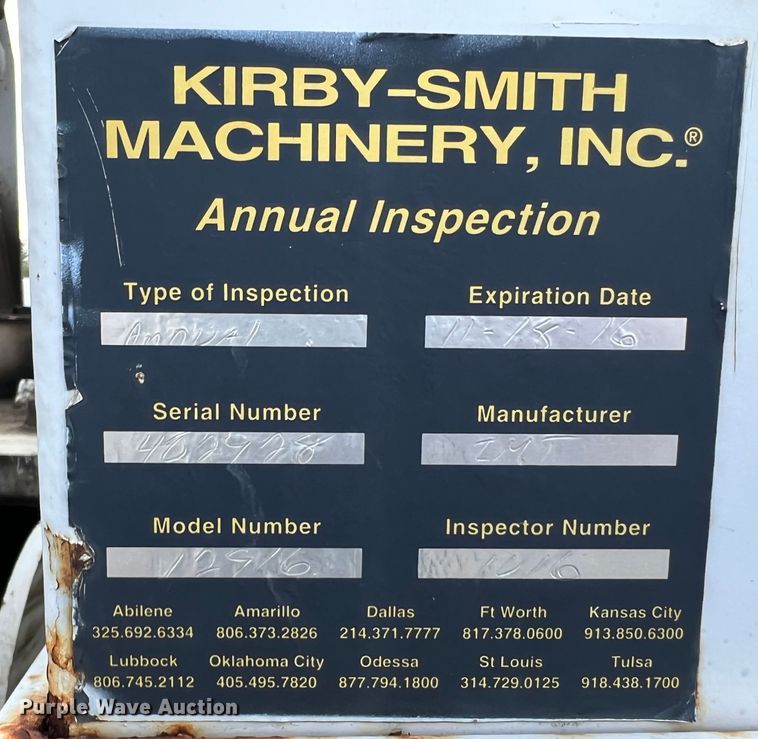 KIRBY-SMITH
MACHINERY, INC.®
Annual Inspection
Type of Inspection Expiration Date
Annual 11-15-16
Serial Number Manufacturer
IMT
Model Number Inspector Number
Abilene Amarillo Dallas Ft Worth Kansas City
325.692.6334 806.373.2826 214.371.7777 817.378.0600 913.850.6300
Lubbock Oklahoma City Odessa St Louis Tulsa
806.745.2112 405.495.7820 877.794.1800 314.729.0125 918.438.1700
Purple Wave Auction